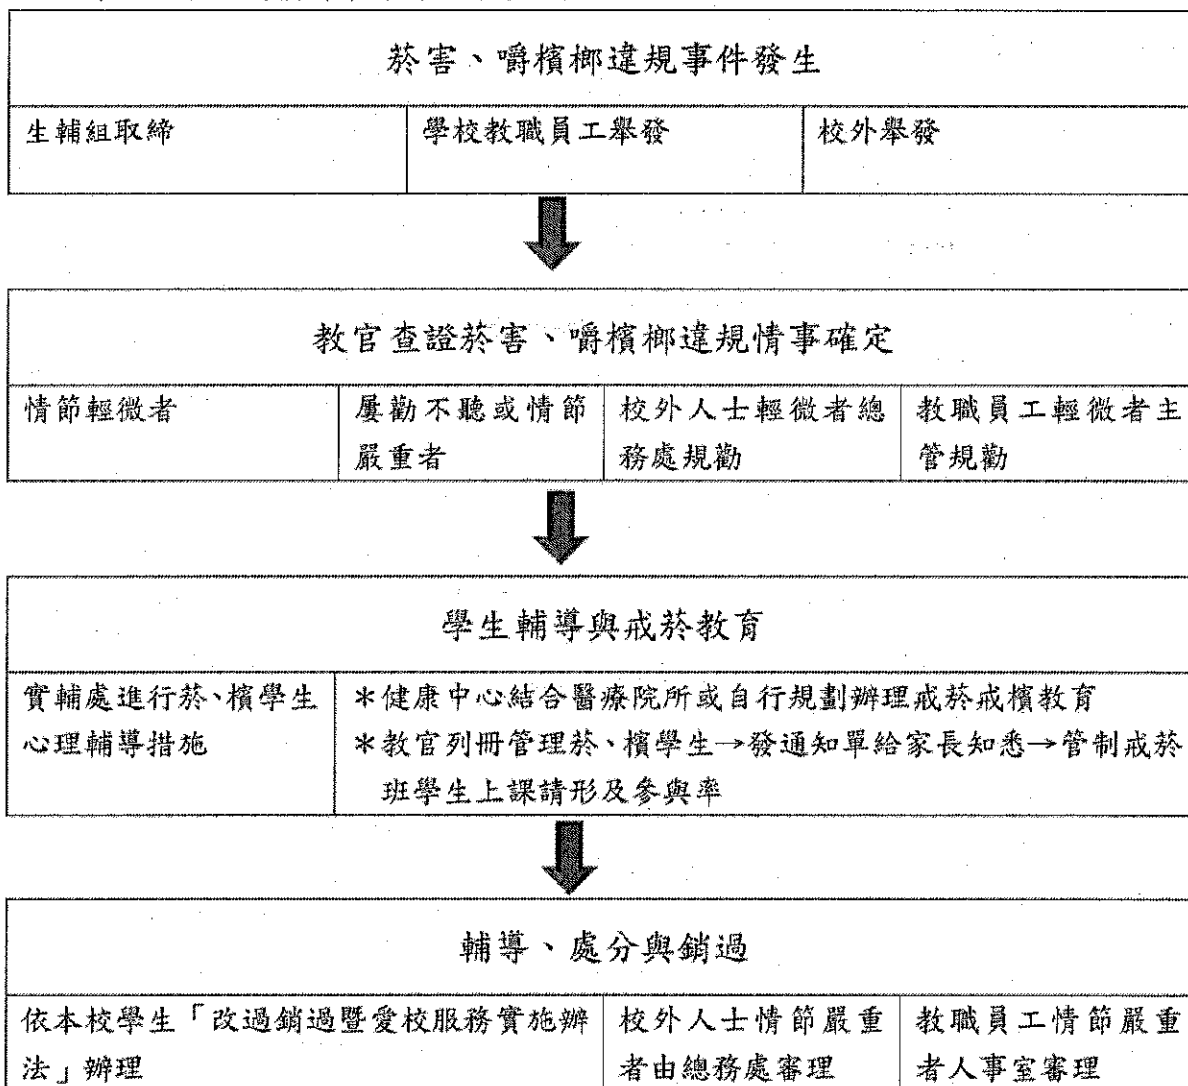 菸害、嚼檳榔違規事件發生
生輔組取締
學校教職員工舉發
校外舉發
教官查證菸害、嚼檳榔違規情事確定
情節輕微者
屢勸不聽或情節
嚴重者
校外人士輕微者總
務處規勸
教職員工輕微者主
管規勸
學生輔導與戒菸教育
實輔處進行菸、檳學生
心理輔導措施
＊健康中心結合醫療院所或自行規劃辦理戒菸戒檳教育
＊教官列冊管理菸、檳學生→發通知單給家長知悉→管制戒菸
班學生上課請形及參與率
輔導、處分與銷過
依本校學生「改過銷過暨愛校服務實施辦
法」辦理
校外人士情節嚴重
者由總務處審理
教職員工情節嚴重
者人事室審理